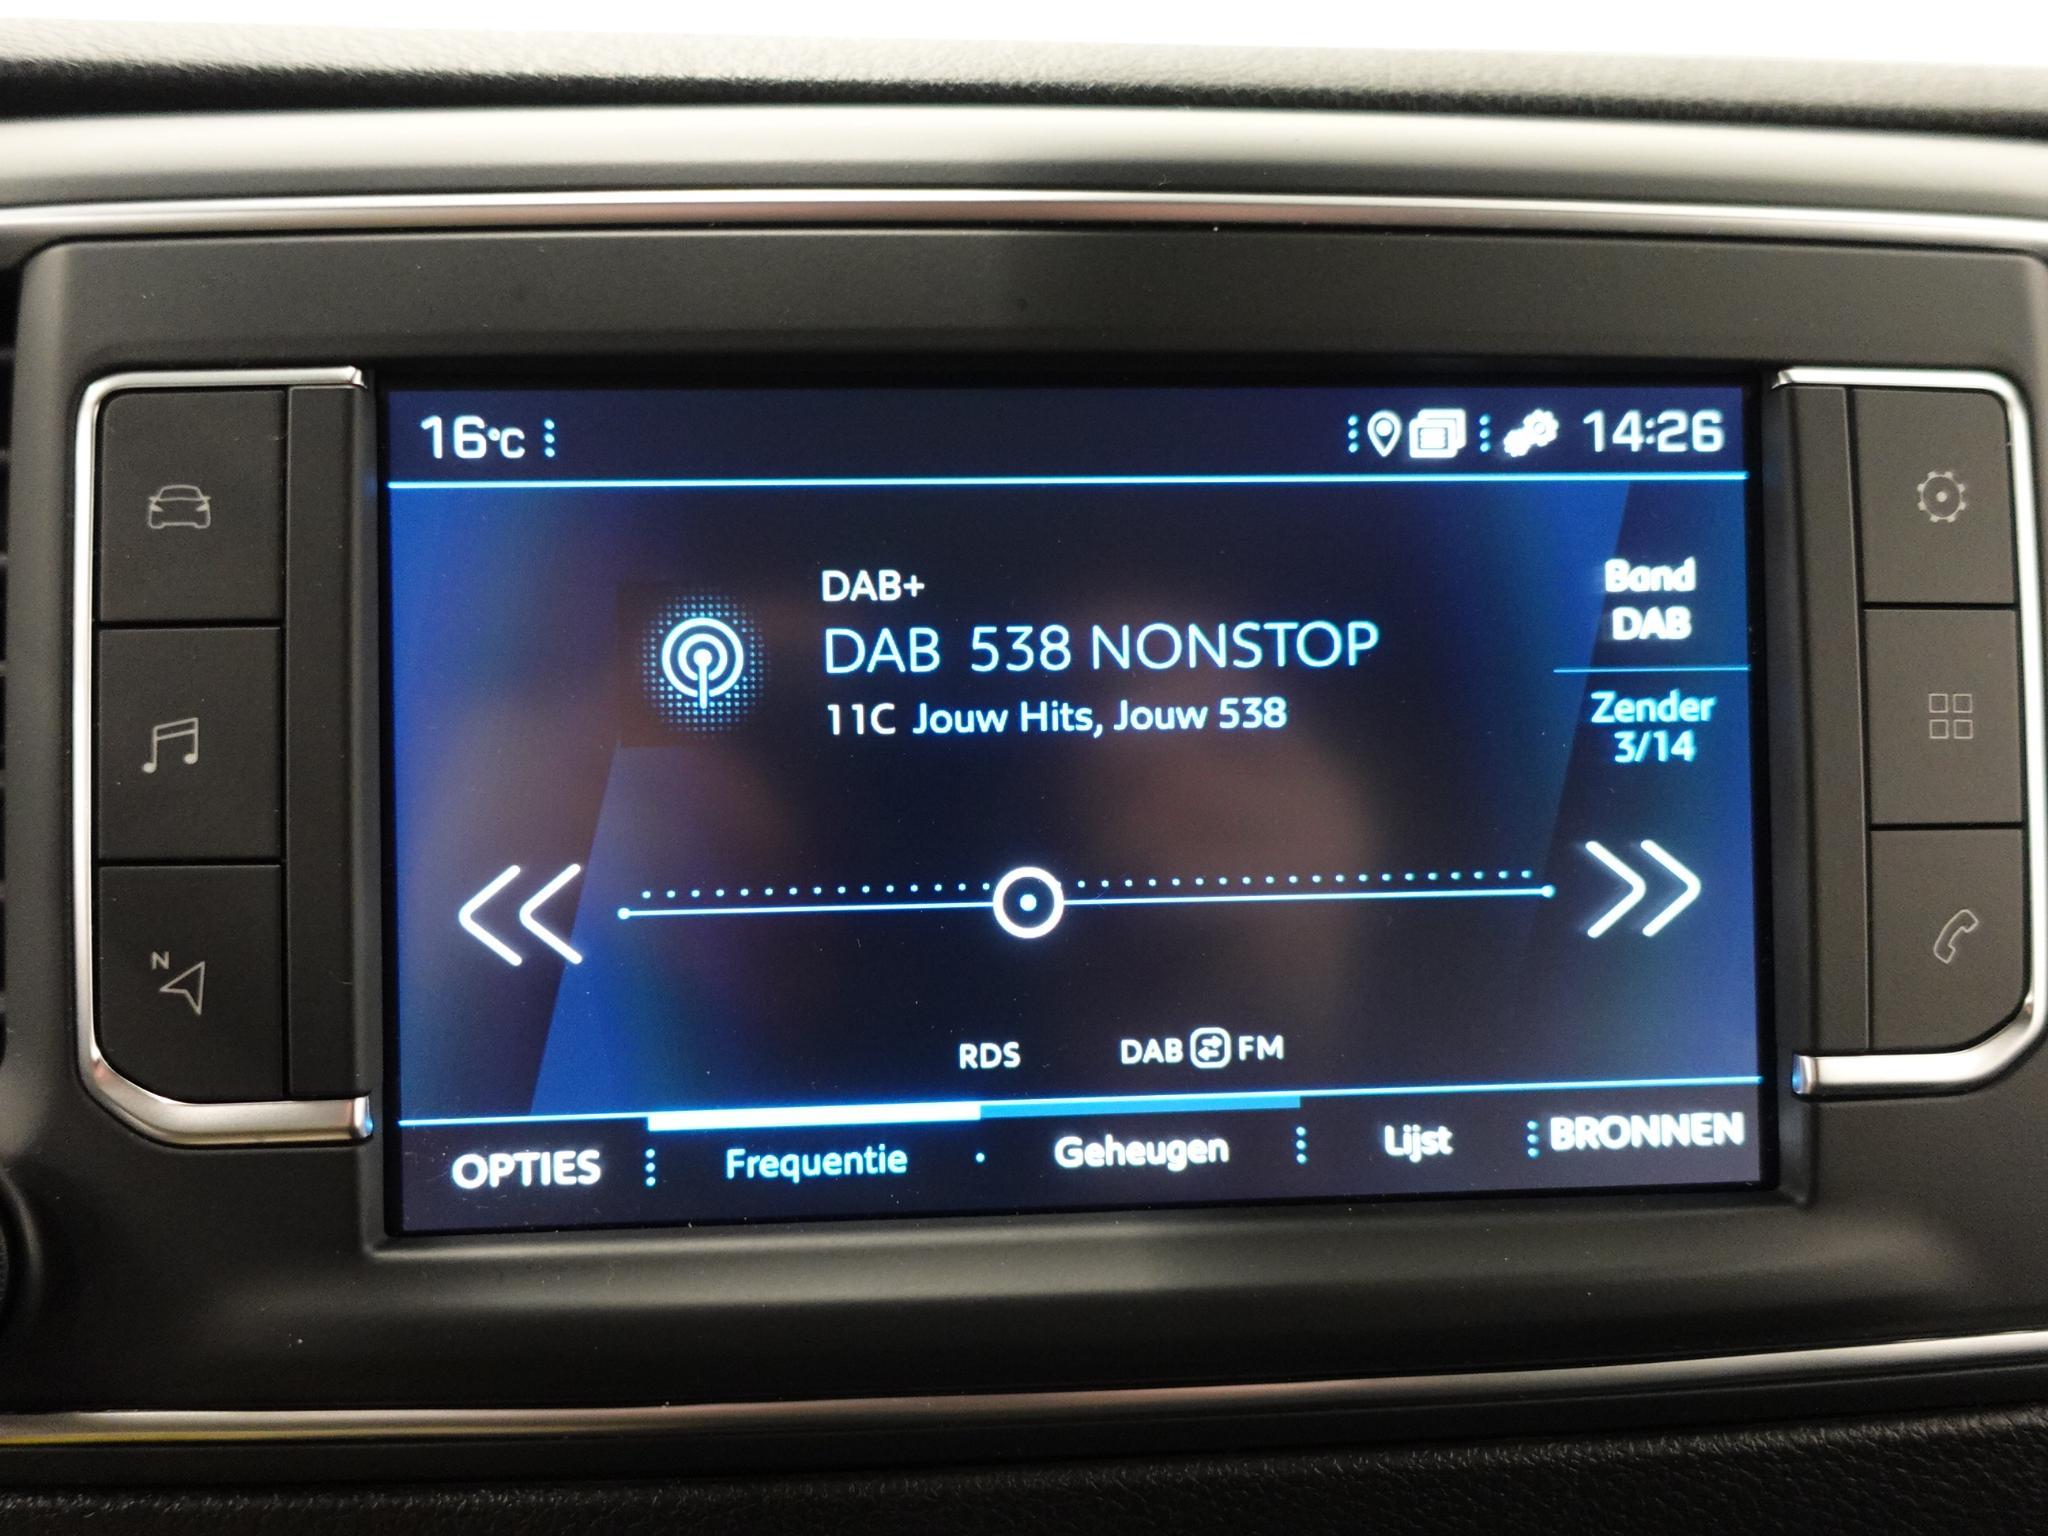 16°C
14:26
DAB+
DAB 538 NONSTOP
11C Jouw Hits, Jouw 538
Band
DAB
Zender
3/14
N
RDS
DAB FM
OPTIES
Frequentie
Geheugen
Lijst
BRONNEN